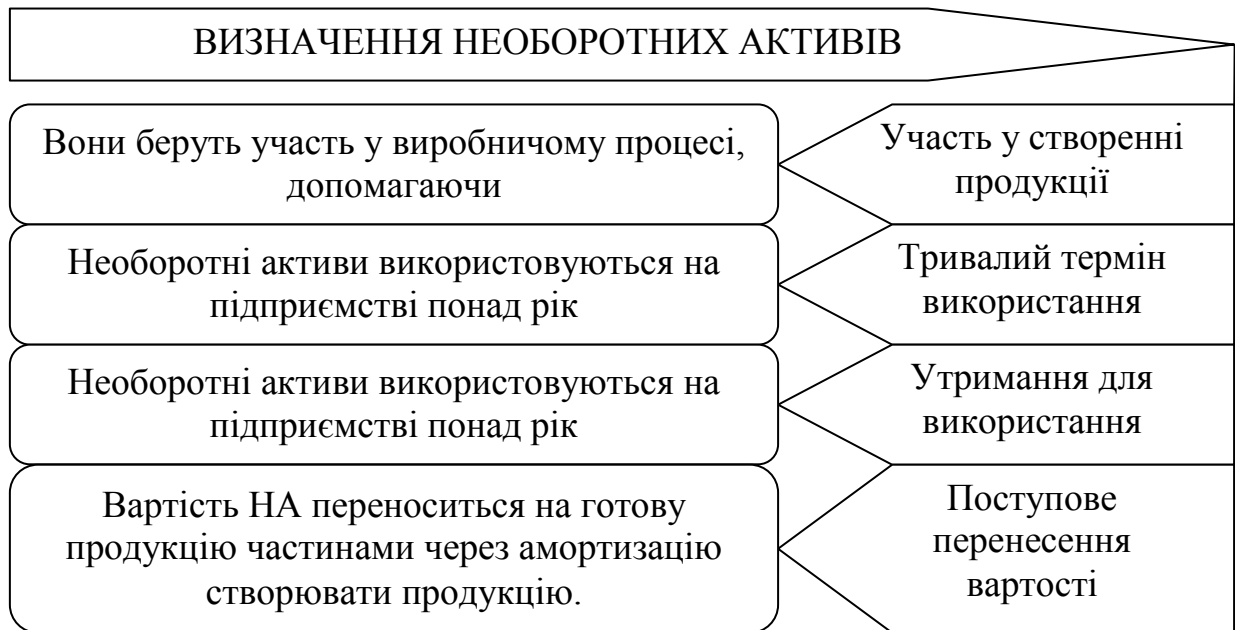 ВИЗНАЧЕННЯ НЕОБОРОТНИХ АКТИВІВ
Вони беруть участь у виробничому процесі,
допомагаючи
Участь у створенні
продукції
Необоротні активи використовуються на
підприємстві понад рік
Тривалий термін
використання
Необоротні активи використовуються на
підприємстві понад рік
Утримання для
використання
Вартість НА переноситься на готову
продукцію частинами через амортизацію
створювати продукцію.
Поступове
перенесення
вартості